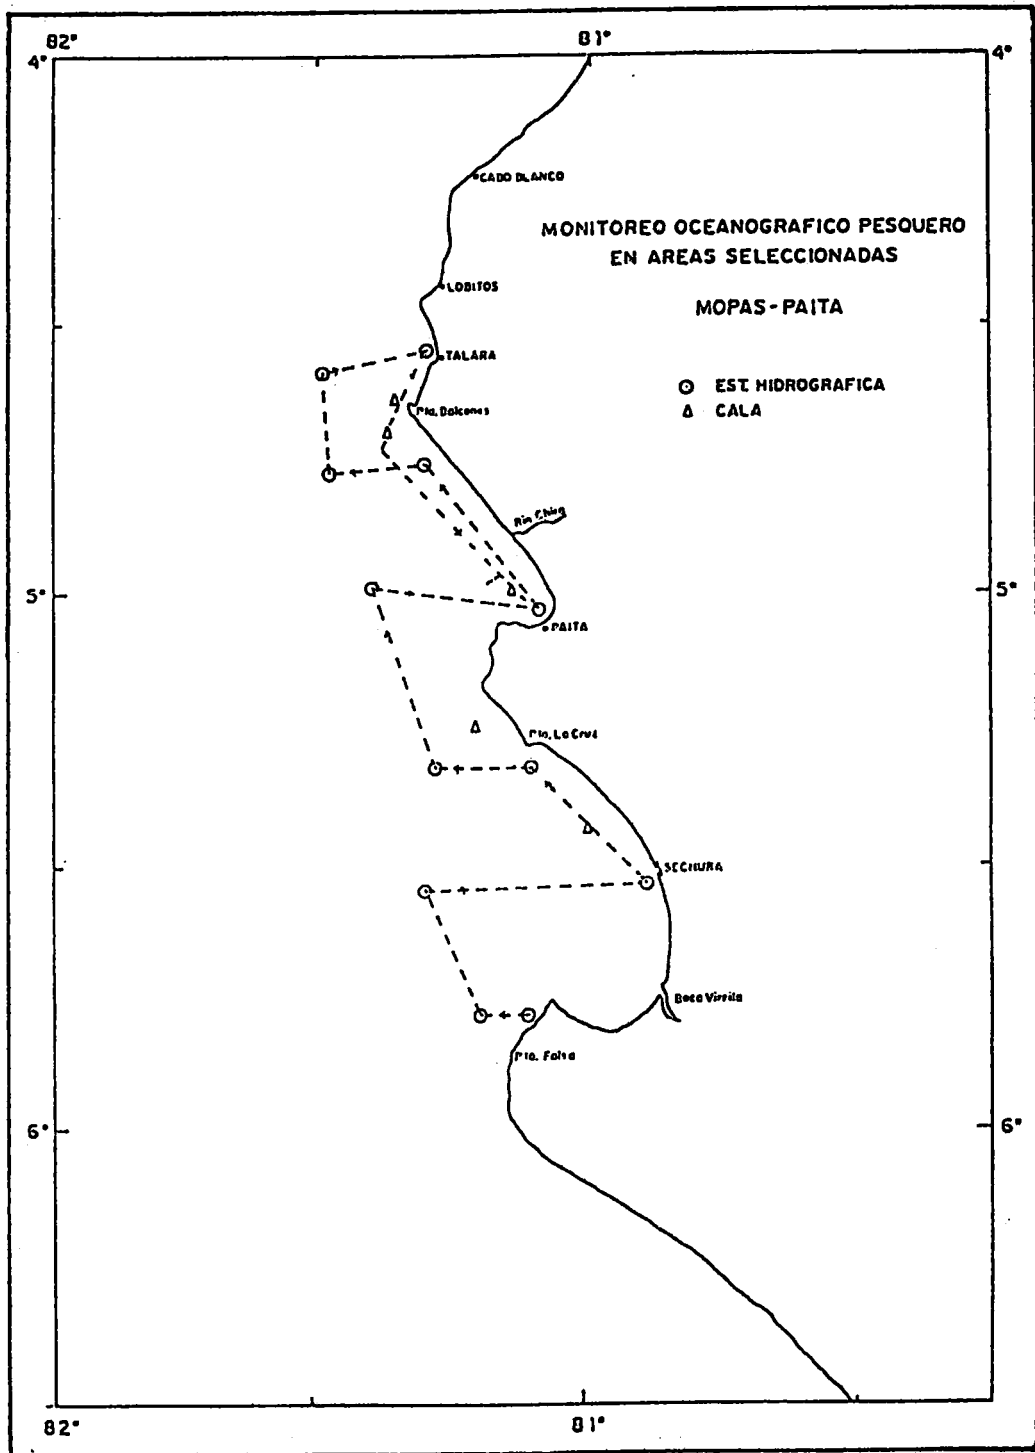 82° 81°
4° 4°
CABO BLANCO
MONITOREO OCEANOGRAFICO PESQUERO
EN AREAS SELECCIONADAS
LOBITOS
MOPAS-PAITA
TALARA
EST. HIDROGRAFICA
CALA
Pta. Balcones
Rio Chira
5° 5°
PAITA
Pta. La Cruz
SECHURA
Boca Virrila
Pta. Falsa
6° 6°
82° 81°